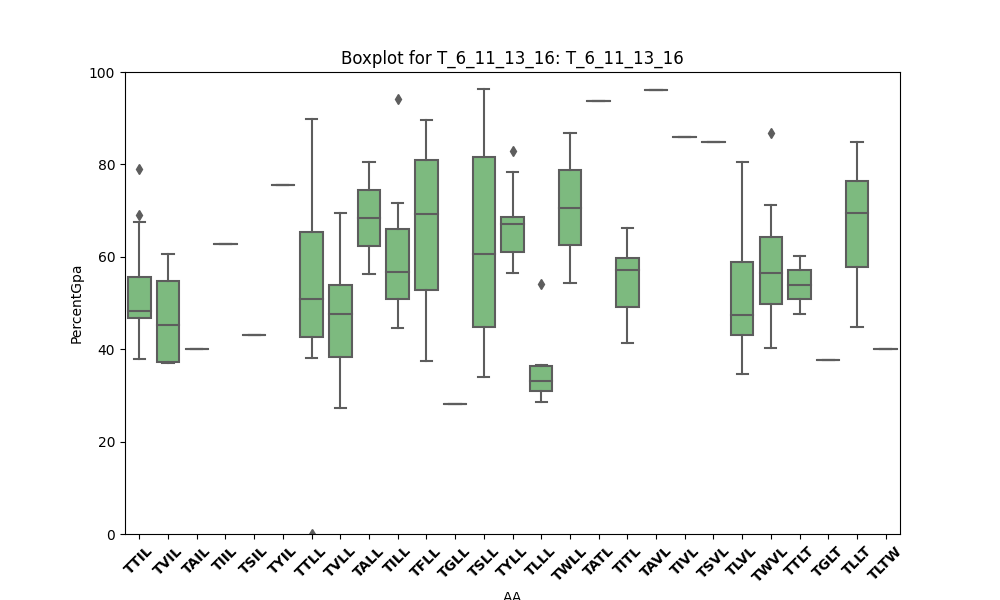 Boxplot for T_6_11_13_16: T_6_11_13_16
100
80
60
40
20
0
PercentGpa
TTIL TVIL TAIL TIIL TSIL TYIL TTLL TVLL TALL TILL TFLL TGLL TSLL TYLL TLLL TWLL TATL TITL TAVL TIVL TSVL TLVL TWVL TTLT TGLT TLLT TLTW
AA